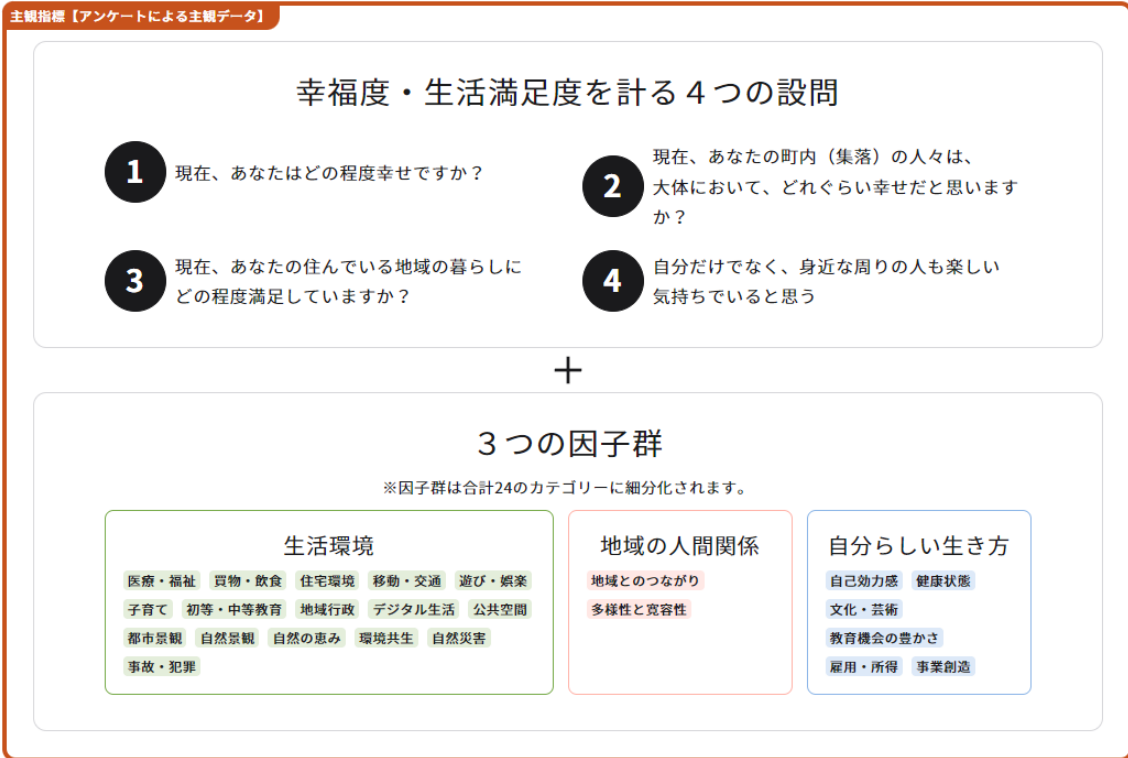 主観指標【アンケートによる主観データ】
幸福度・生活満足度を計る４つの設問
1 現在、あなたはどの程度幸せですか？
2 現在、あなたの町内（集落）の人々は、
大体において、どれぐらい幸せだと思います
か？
3 現在、あなたの住んでいる地域の暮らしに
どの程度満足していますか？
4 自分だけでなく、身近な周りの人も楽しい
気持ちでいると思う
＋
３つの因子群
※因子群は合計24のカテゴリーに細分化されます。
生活環境
医療・福祉 買物・飲食 住宅環境 移動・交通 遊び・娯楽
子育て 初等・中等教育 地域行政 デジタル生活 公共空間
都市景観 自然景観 自然の恵み 環境共生 自然災害
事故・犯罪
地域の人間関係
地域とのつながり
多様性と寛容性
自分らしい生き方
自己効力感 健康状態
文化・芸術
教育機会の豊かさ
雇用・所得 事業創造